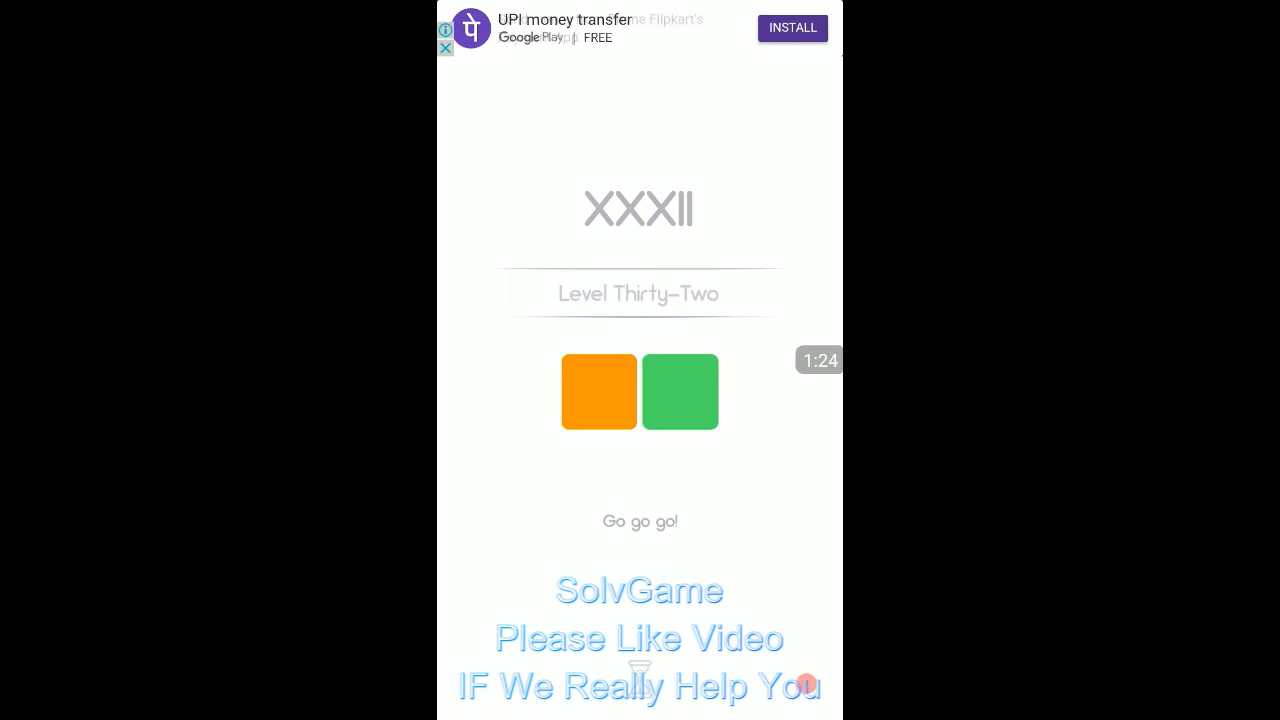 UPI money transfer
Flipkart's
Google Play | FREE
INSTALL
XXXII
Level Thirty-Two
1:24
Go go go!
SolvGame
Please Like Video
IF We Really Help You